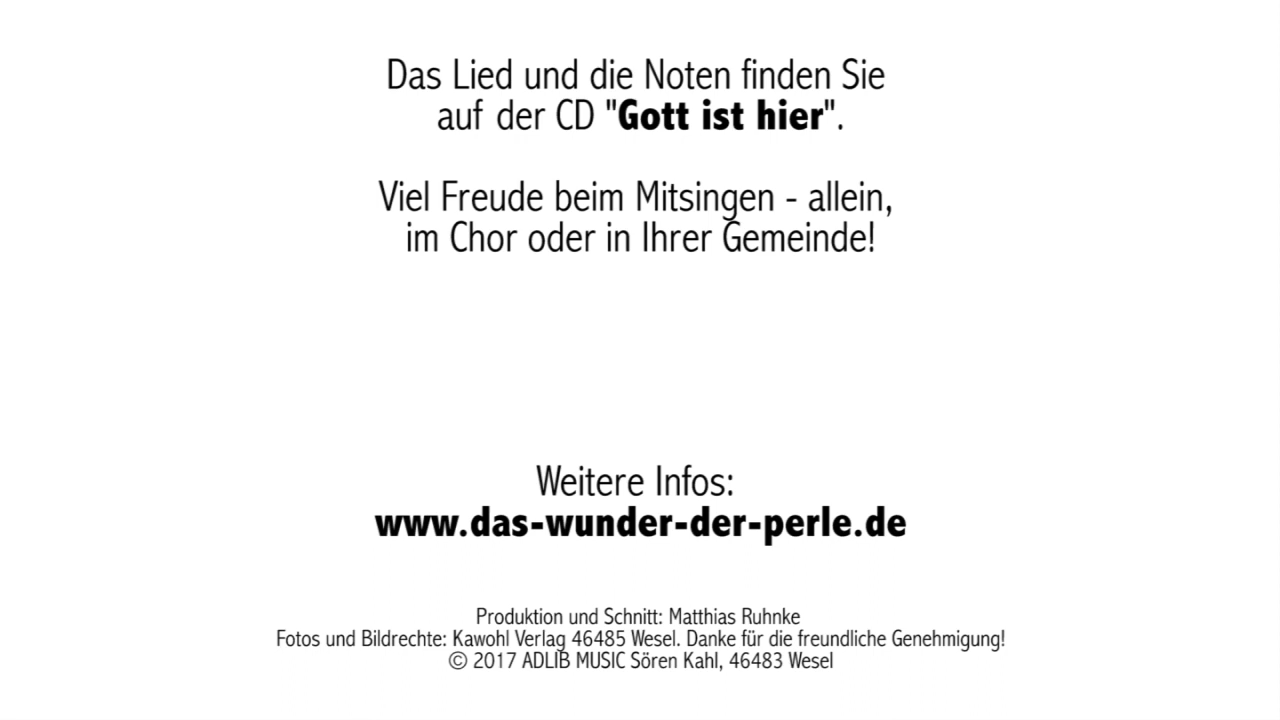 Das Lied und die Noten finden Sie
auf der CD "Gott ist hier".
Viel Freude beim Mitsingen - allein,
im Chor oder in Ihrer Gemeinde!
Weitere Infos:
www.das-wunder-der-perle.de
Produktion und Schnitt: Matthias Ruhnke
Fotos und Bildrechte: Kawohl Verlag 46485 Wesel. Danke für die freundliche Genehmigung!
© 2017 ADLIB MUSIC Sören Kahl, 46483 Wesel